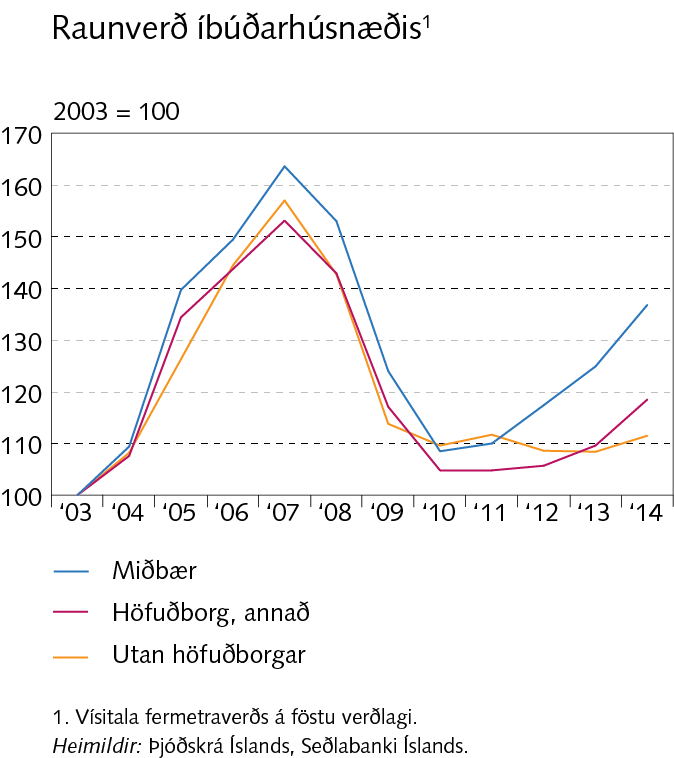 Raunverð íbúðarhúsnæðis¹
2003 = 100
170
160
150
140
130
120
110
100
‘03 ‘04 ‘05 ‘06 ‘07 ‘08 ‘09 ‘10 ‘11 ‘12 ‘13 ‘14
Miðbær
Höfuðborg, annað
Utan höfuðborgar
1. Vísitala fermetraverðs á föstu verðlagi.
Heimildir: Þjóðskrá Íslands, Seðlabanki Íslands.